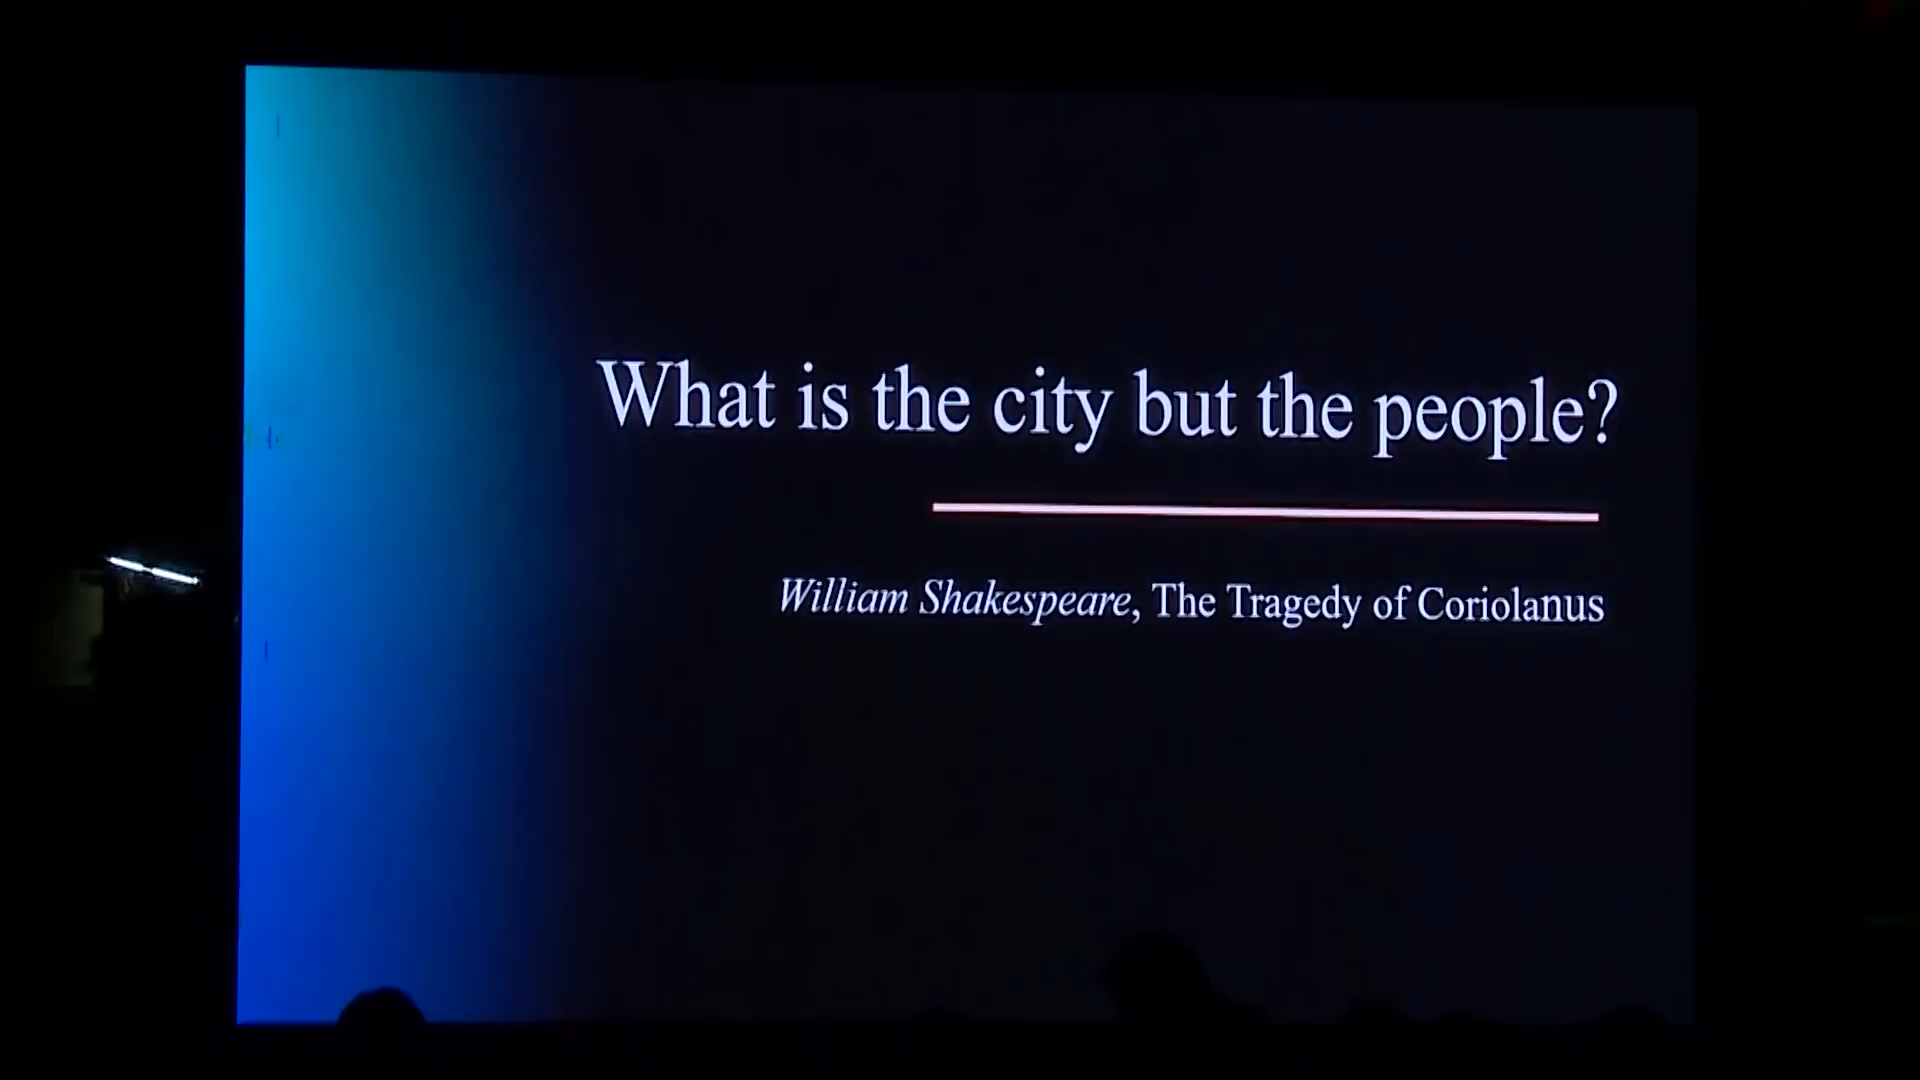 What is the city but the people?
William Shakespeare, The Tragedy of Coriolanus